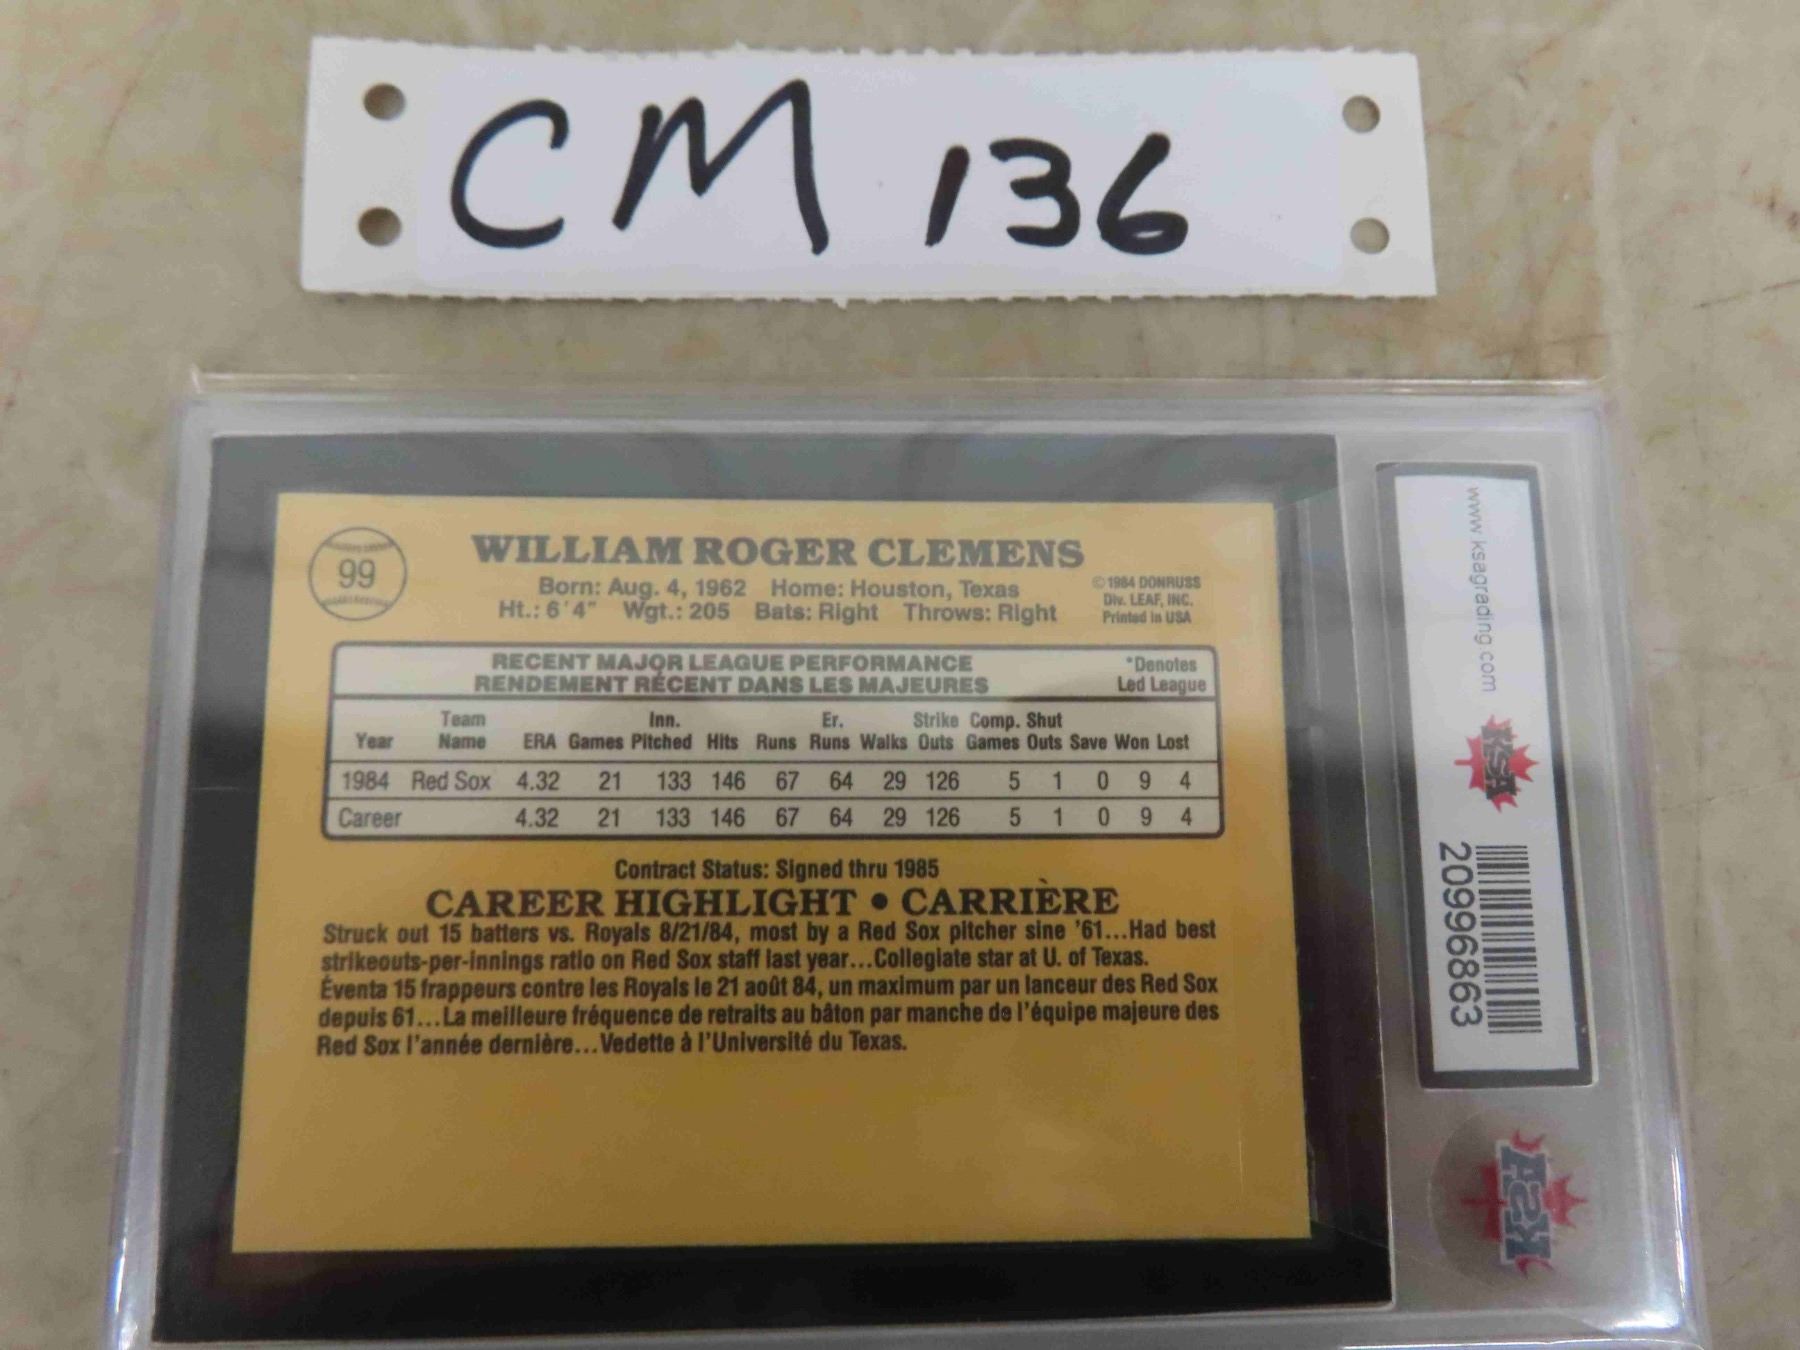 CM 136
99
WILLIAM ROGER CLEMENS
Born: Aug. 4, 1962 Home: Houston, Texas
Ht.: 6'4" Wgt.: 205 Bats: Right Throws: Right
© 1984 DONRUSS
Div. LEAF, INC.
Printed in USA
RECENT MAJOR LEAGUE PERFORMANCE
RENDEMENT RÉCENT DANS LES MAJEURES
*Denotes
Led League
Team Inn. Er. Strike Comp. Shut
Year Name ERA Games Pitched Hits Runs Runs Walks Outs Games Outs Save Won Lost
1984 Red Sox 4.32 21 133 146 67 64 29 126 5 1 0 9 4
Career 4.32 21 133 146 67 64 29 126 5 1 0 9 4
Contract Status: Signed thru 1985
CAREER HIGHLIGHT • CARRIÈRE
Struck out 15 batters vs. Royals 8/21/84, most by a Red Sox pitcher sine '61...Had best
strikeouts-per-innings ratio on Red Sox staff last year...Collegiate star at U. of Texas.
Éventa 15 frappeurs contre les Royals le 21 août 84, un maximum par un lanceur des Red Sox
depuis 61...La meilleure fréquence de retraits au bâton par manche de l'équipe majeure des
Red Sox l'année dernière...Vedette à l'Université du Texas.
www.ksagrading.com
KSA
20996863
KSA